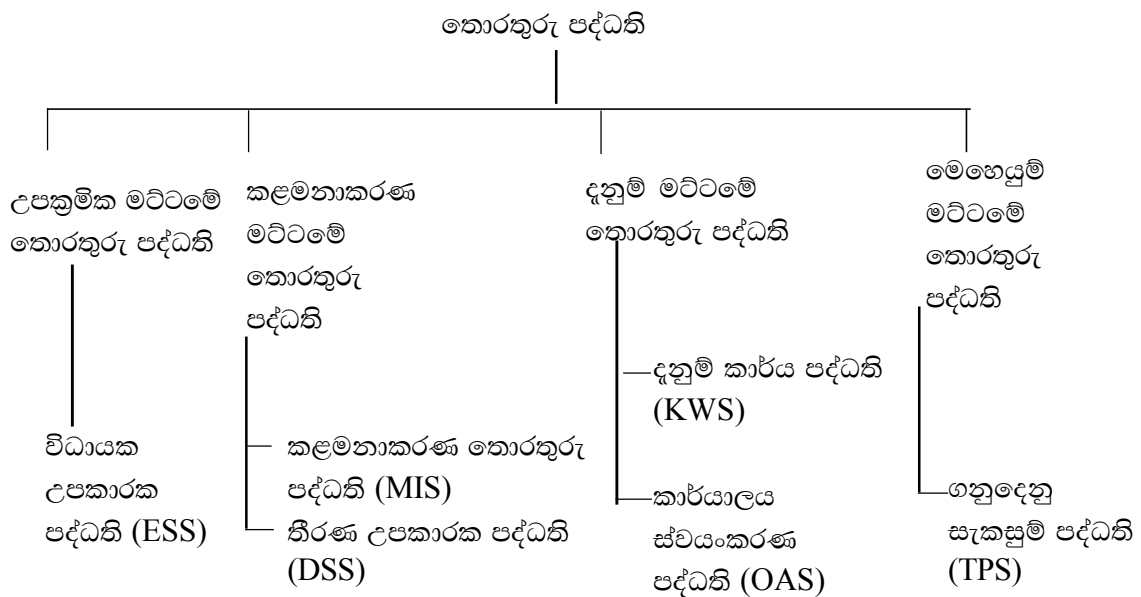 තොරතුරු පද්ධති
උපක්‍රමික මට්ටමේ
තොරතුරු පද්ධති
කළමනාකරණ
මට්ටමේ
තොරතුරු
පද්ධති
දැනුම් මට්ටමේ
තොරතුරු පද්ධති
මෙහෙයුම්
මට්ටමේ
තොරතුරු
පද්ධති
විධායක
උපකාරක
පද්ධති (ESS)
කළමනාකරණ තොරතුරු
පද්ධති (MIS)
තීරණ උපකාරක පද්ධති
(DSS)
දැනුම් කාර්ය පද්ධති
(KWS)
කාර්යාලය
ස්වයංකරණ
පද්ධති (OAS)
ගනුදෙනු
සැකසුම් පද්ධති
(TPS)